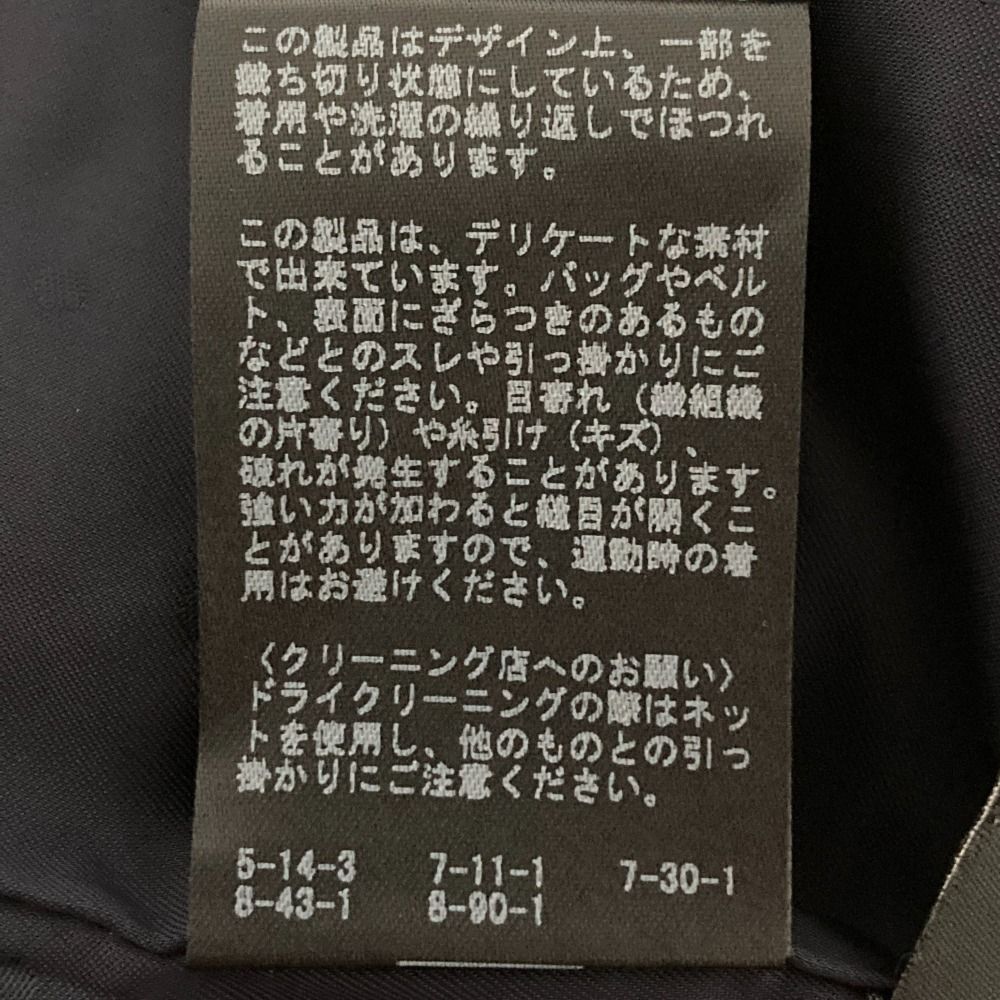 この製品はデザイン上、一部を
裁ち切り状態にしているため、
着用や洗濯の繰り返しでほつれ
ることがあります。
この製品は、デリケートな素材
で出来ています。バッグやベル
ト、表面にざらつきのあるもの
などとのスレや引っ掛かりにご
注意ください。目寄れ（繊組織
の片寄り）や糸引け（キズ）、
破れが発生することがあります。
強い力が加わると縫目が開くこ
とがありますので、運動時の着
用はお避けください。
〈クリーニング店へのお願い〉
ドライクリーニングの際はネッ
トを使用し、他のものとの引っ
掛かりにご注意ください。
5-14-3 7-11-1 7-30-1
8-43-1 8-90-1